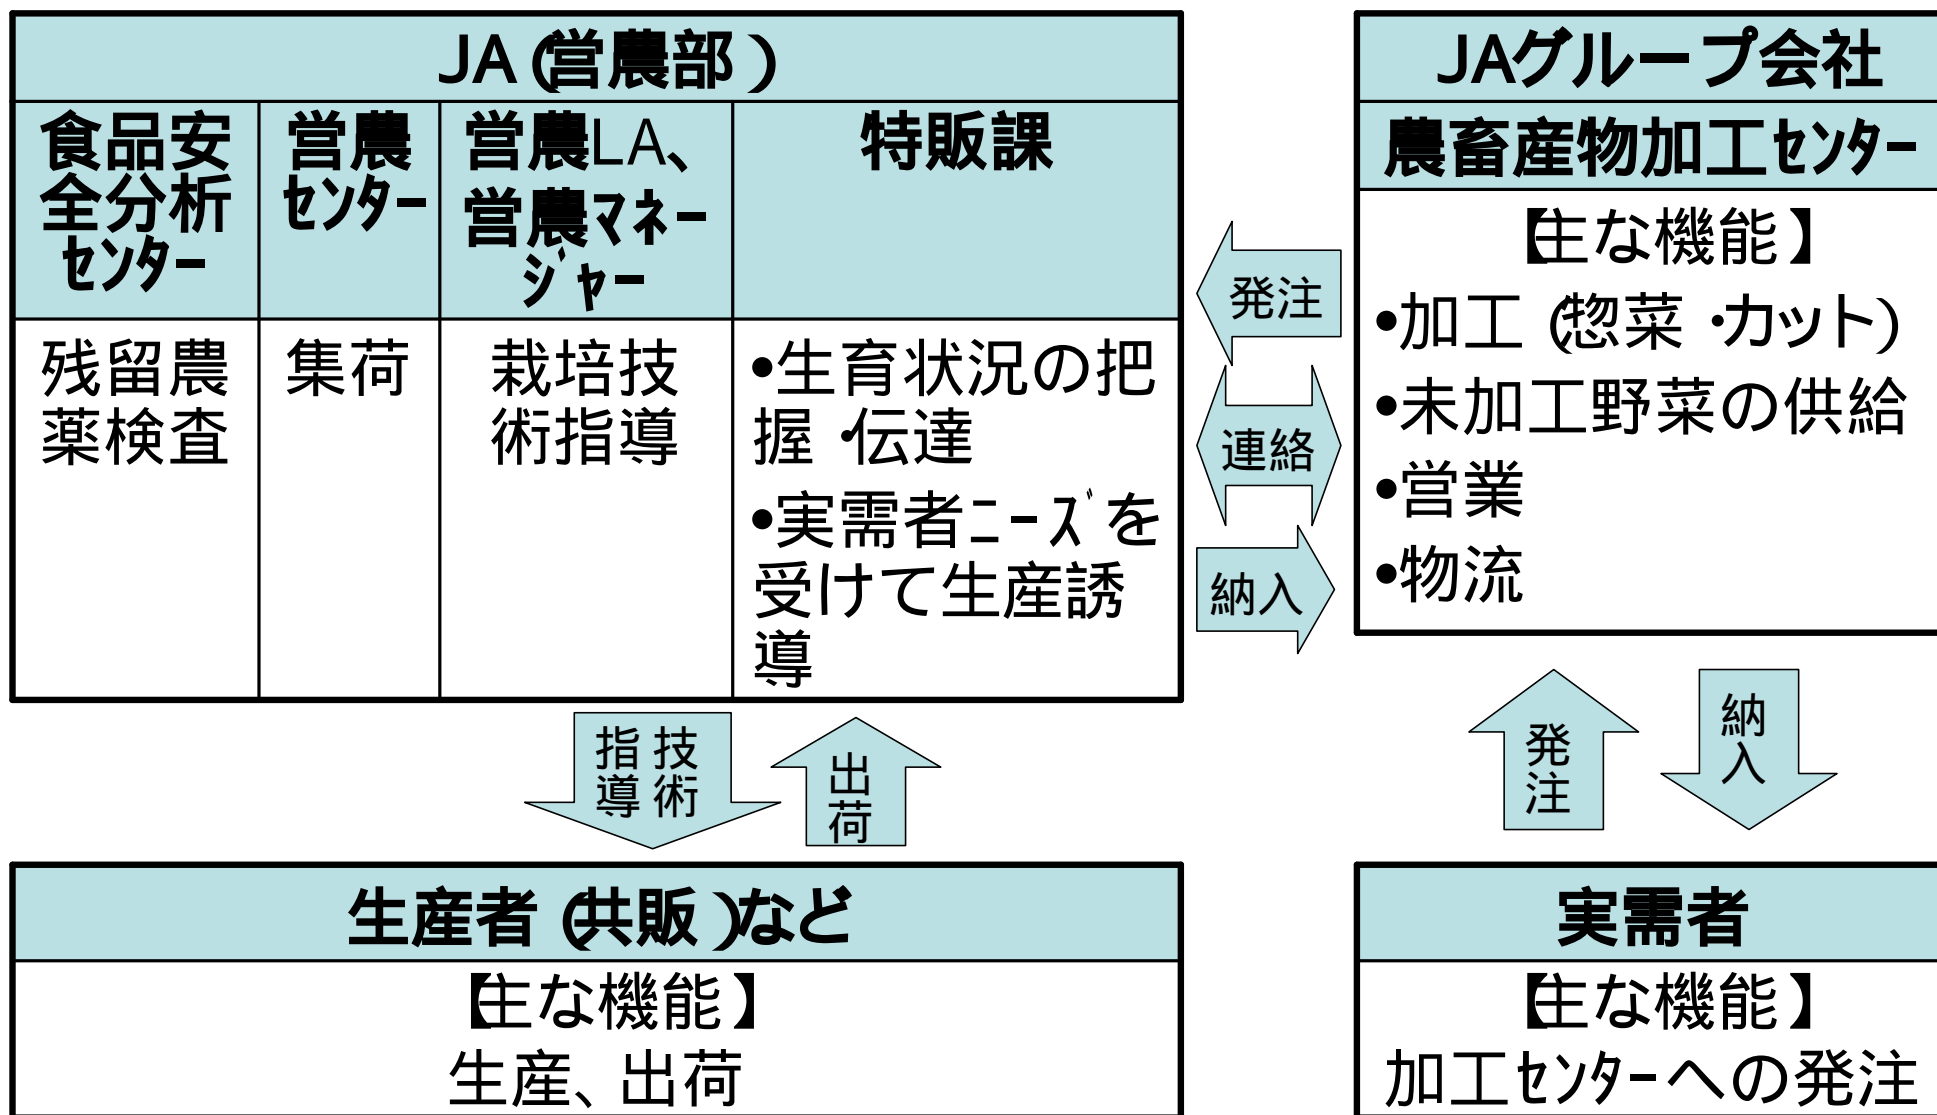 JA(営農部)
食品安
全分析
センター
営農
センター
営農LA、
営農マネー
ジャー
特販課
残留農
薬検査
集荷
栽培技
術指導
•生育状況の把
握・伝達
•実需者ニーズを
受けて生産誘
導
発注
連絡
納入
JAグループ会社
農畜産物加工センター
【主な機能】
•加工(惣菜・カット)
•未加工野菜の供給
•営業
•物流
技術
指導
出荷
発注
納入
生産者(共販)など
【主な機能】
生産、出荷
実需者
【主な機能】
加工センターへの発注